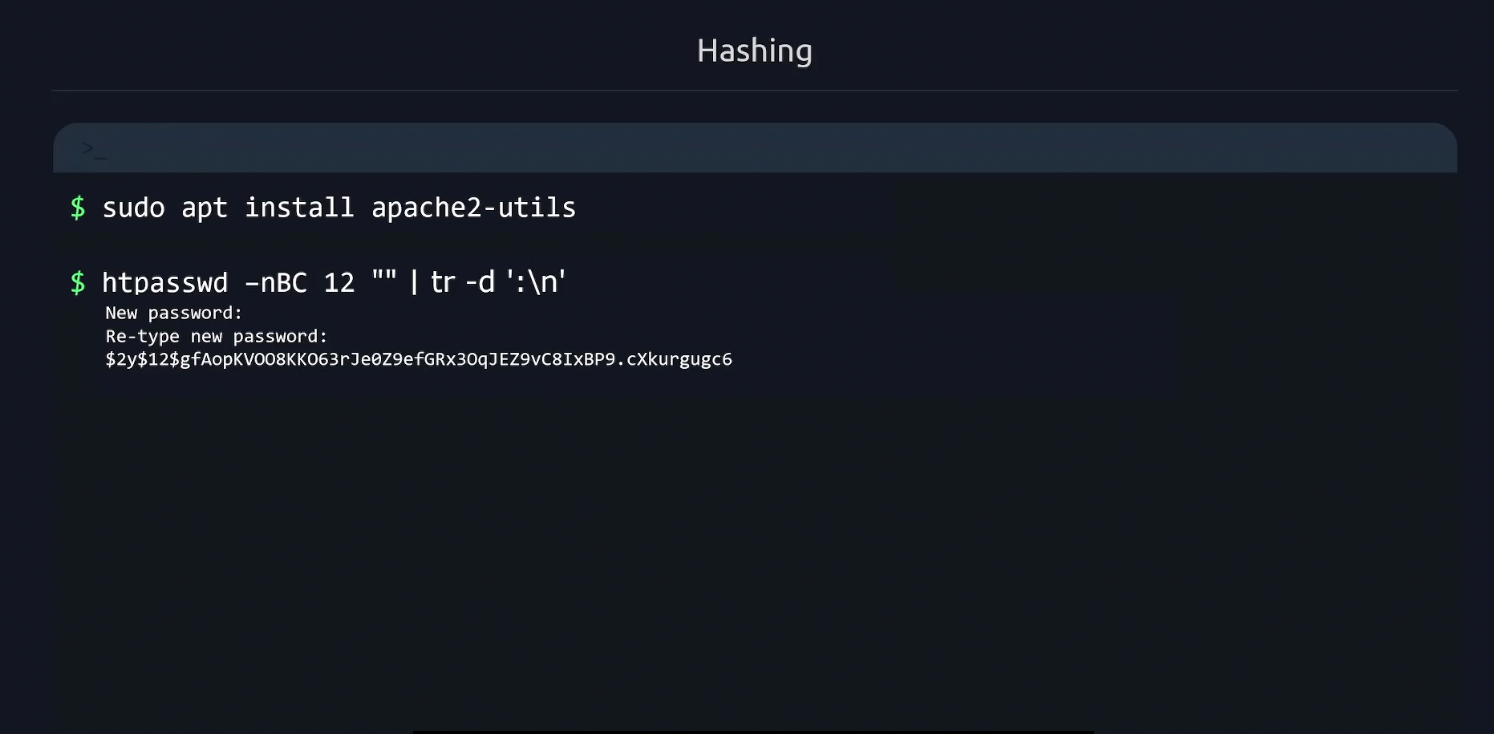 Hashing
>_
$ sudo apt install apache2-utils
$ htpasswd –nBC 12 "" | tr -d ':\n'
New password:
Re-type new password:
$2y$12$gfAopKVOO8KKO63rJe0Z9efGRx3OqJEZ9vC8IxBP9.cXkurgugc6